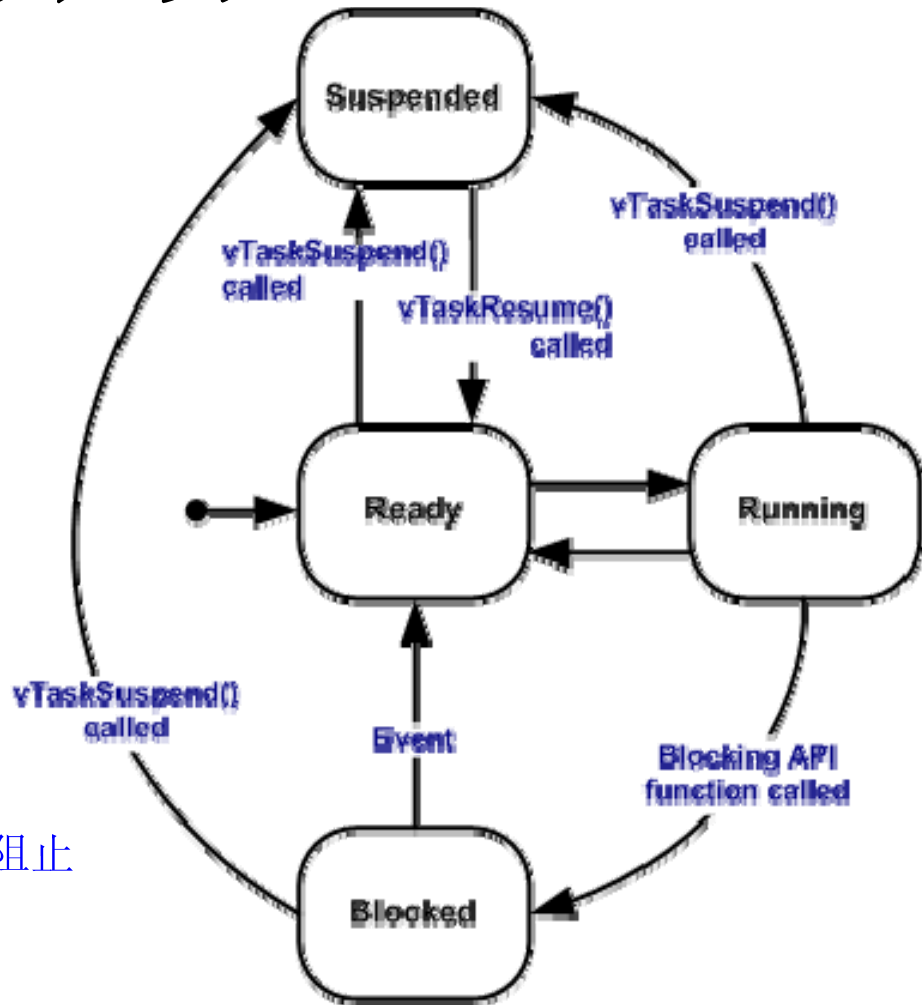 Suspended
vTaskSuspend()
called
vTaskSuspend()
called
vTaskResume()
called
Ready
Running
vTaskSuspend()
called
Event
Blocking API
function called
阻止
Blocked